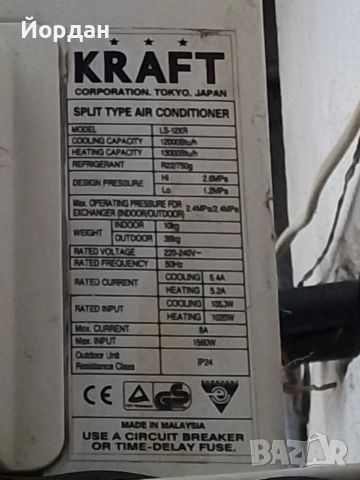 Йордан
KRAFT
CORPORATION. TOKYO. JAPAN
SPLIT TYPE AIR CONDITIONER
MODEL LS-12XR
COOLING CAPACITY 12000Btu/h
HEATING CAPACITY 13000Btu/h
REFRIGERANT R22/750g
DESIGN PRESSURE Hi 2.6MPa
Lo 1.2MPa
Max. OPERATING PRESSURE FOR EXCHANGER (INDOOR/OUTDOOR) 2.4MPa/2.4MPa
WEIGHT INDOOR 10kg
OUTDOOR 38kg
RATED VOLTAGE 220-240V~
RATED FREQUENCY 50Hz
RATED CURRENT COOLING 5.4A
HEATING 5.2A
RATED INPUT COOLING 1053W
HEATING 1020W
Max. CURRENT 8A
Max. INPUT 1560W
Outdoor Unit Resistance Class IP24
CE
MADE IN MALAYSIA
USE A CIRCUIT BREAKER
OR TIME-DELAY FUSE.
BAZAR